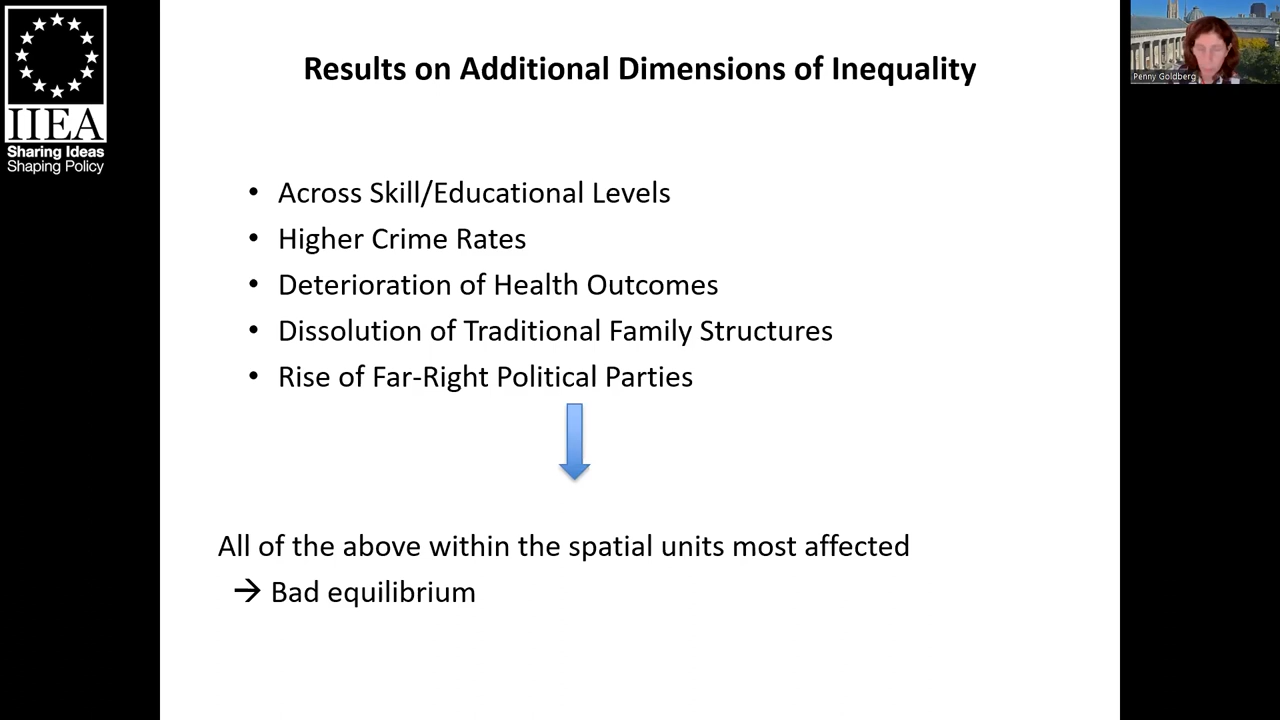 IIEA
Sharing Ideas
Shaping Policy
Results on Additional Dimensions of Inequality
Penny Goldberg
• Across Skill/Educational Levels
• Higher Crime Rates
• Deterioration of Health Outcomes
• Dissolution of Traditional Family Structures
• Rise of Far-Right Political Parties
All of the above within the spatial units most affected
→ Bad equilibrium